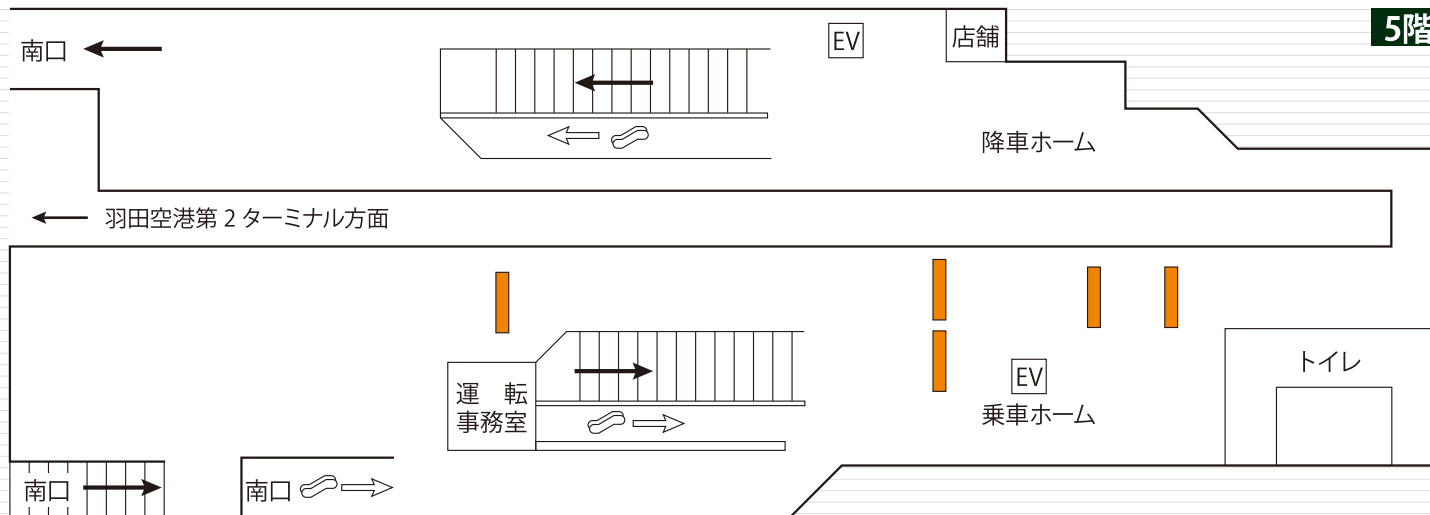 5階
南口
EV
店舗
降車ホーム
羽田空港第 2 ターミナル方面
運　転
事務室
EV
乗車ホーム
トイレ
南口
南口